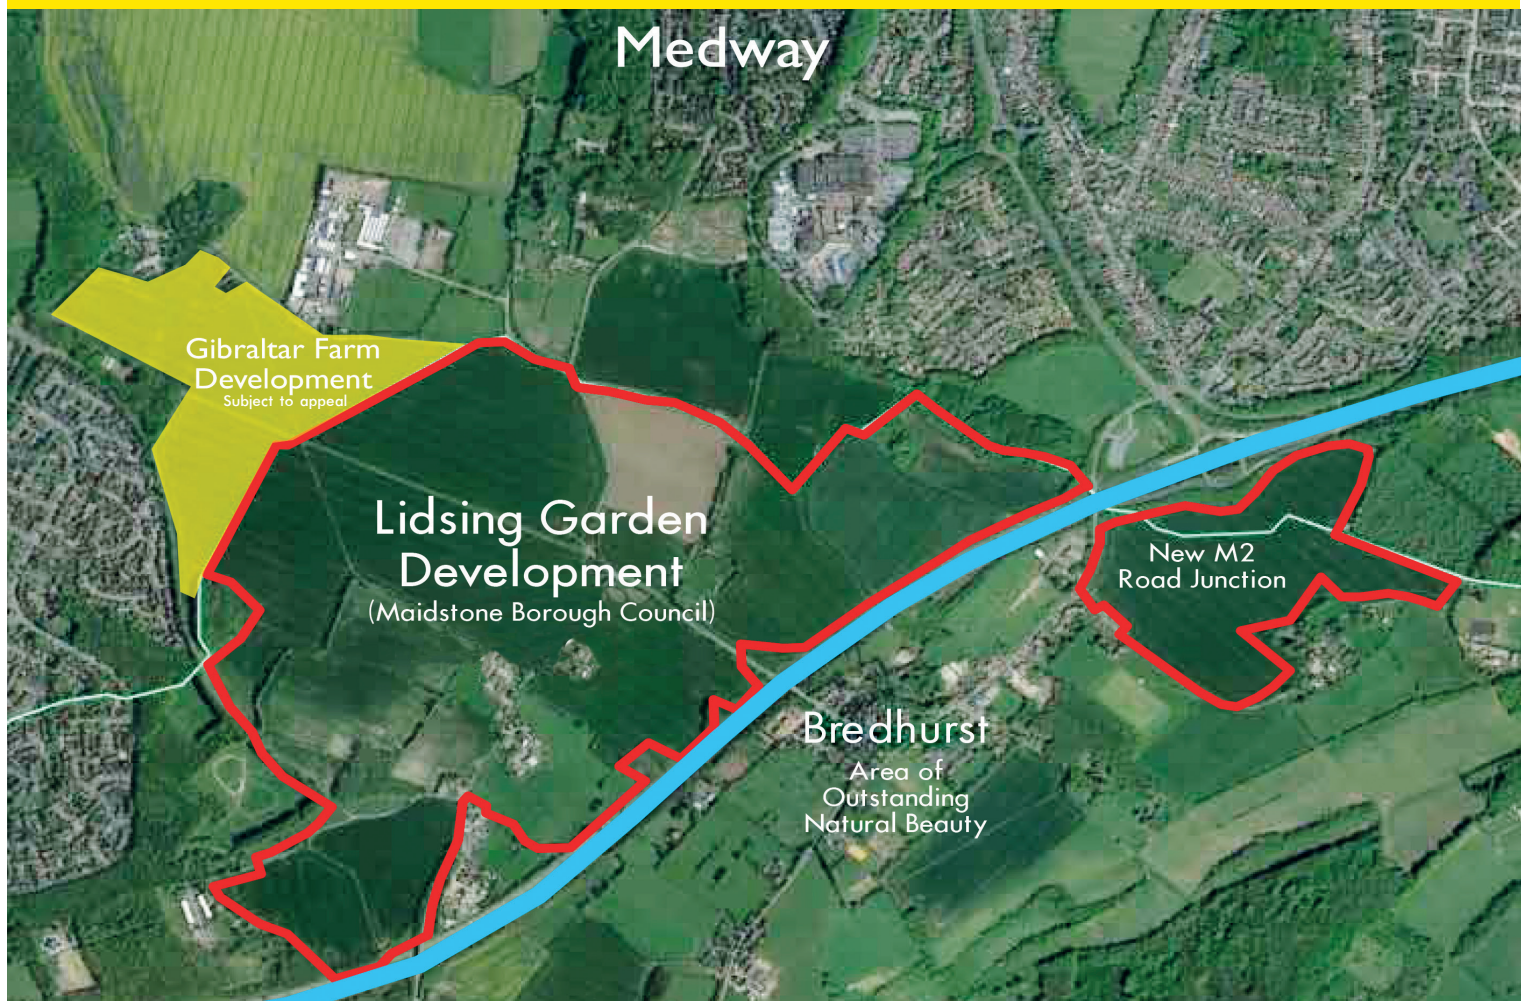 Medway
Gibraltar Farm
Development
Subject to appeal
Lidsing Garden
Development
(Maidstone Borough Council)
New M2
Road Junction
Bredhurst
Area of
Outstanding
Natural Beauty